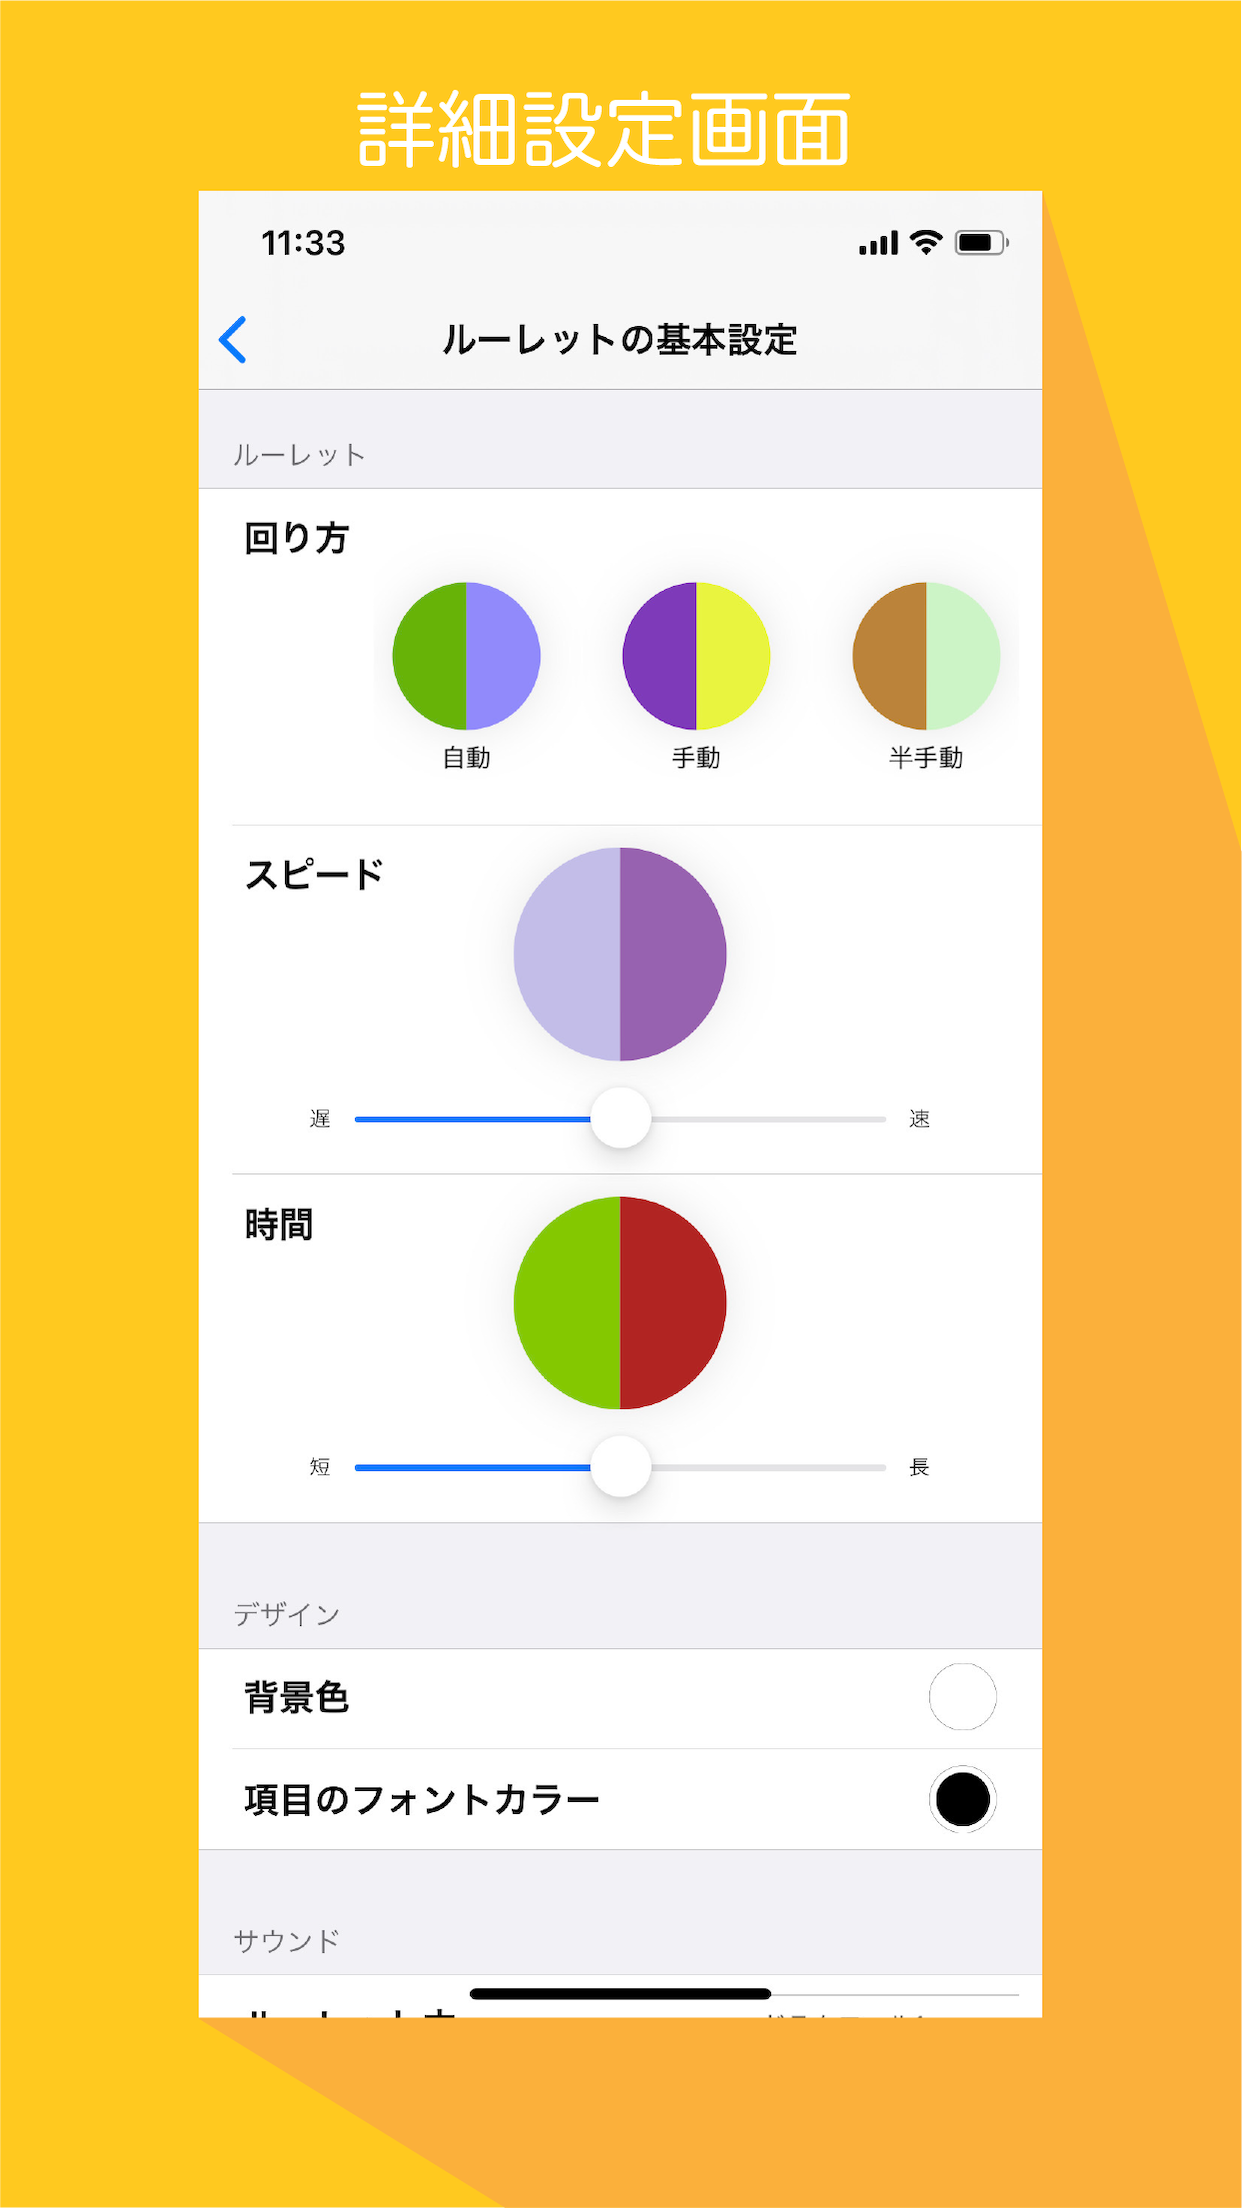 詳細設定画面
11:33
ルーレットの基本設定
ルーレット
回り方
自動 手動 半手動
スピード
遅 速
時間
短 長
デザイン
背景色
項目のフォントカラー
サウンド